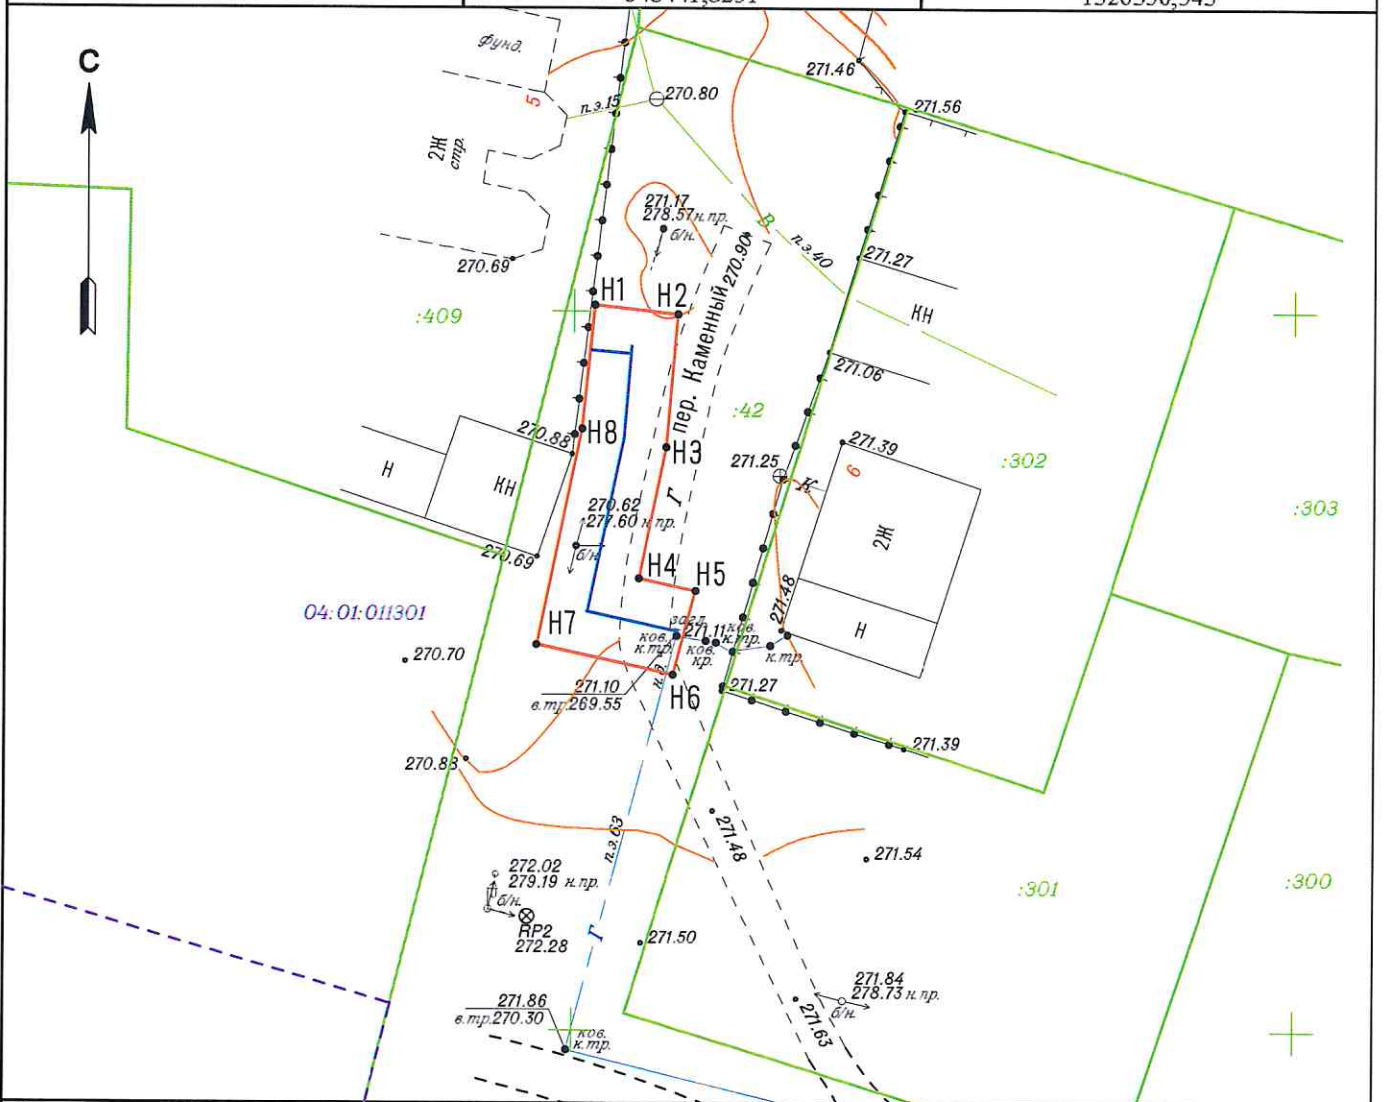 С
фунд.
5
п.э.15
270.80
271.46
271.56
2Ж
стр.
271.17
278.57 н.пр.
б/н.
В
п.э.40
270.90
270.69
271.27
Н1
Н2
:409
КН
пер. Каменный
271.06
:42
270.88
Н8
Н3
271.39
271.25
К
6
:302
Н
КН
Г
:303
270.62
277.60 н.пр.
б/н
2Ж
270.69
Н4
Н5
271.48
04:01:011301
загл.
271.11
ков.
к.тр.
ков.
к.тр.
ков.
кр.
к.тр.
Н
Н7
270.70
н.д.
271.10
в.тр.269.55
Н6
271.27
271.39
270.88
271.48
п.э.63
271.54
272.02
279.19 н.пр.
б/н.
:301
:300
RP2
272.28
Г
271.50
271.84
278.73 н.пр.
б/н.
271.86
в.тр.270.30
271.63
ков.
к.тр.